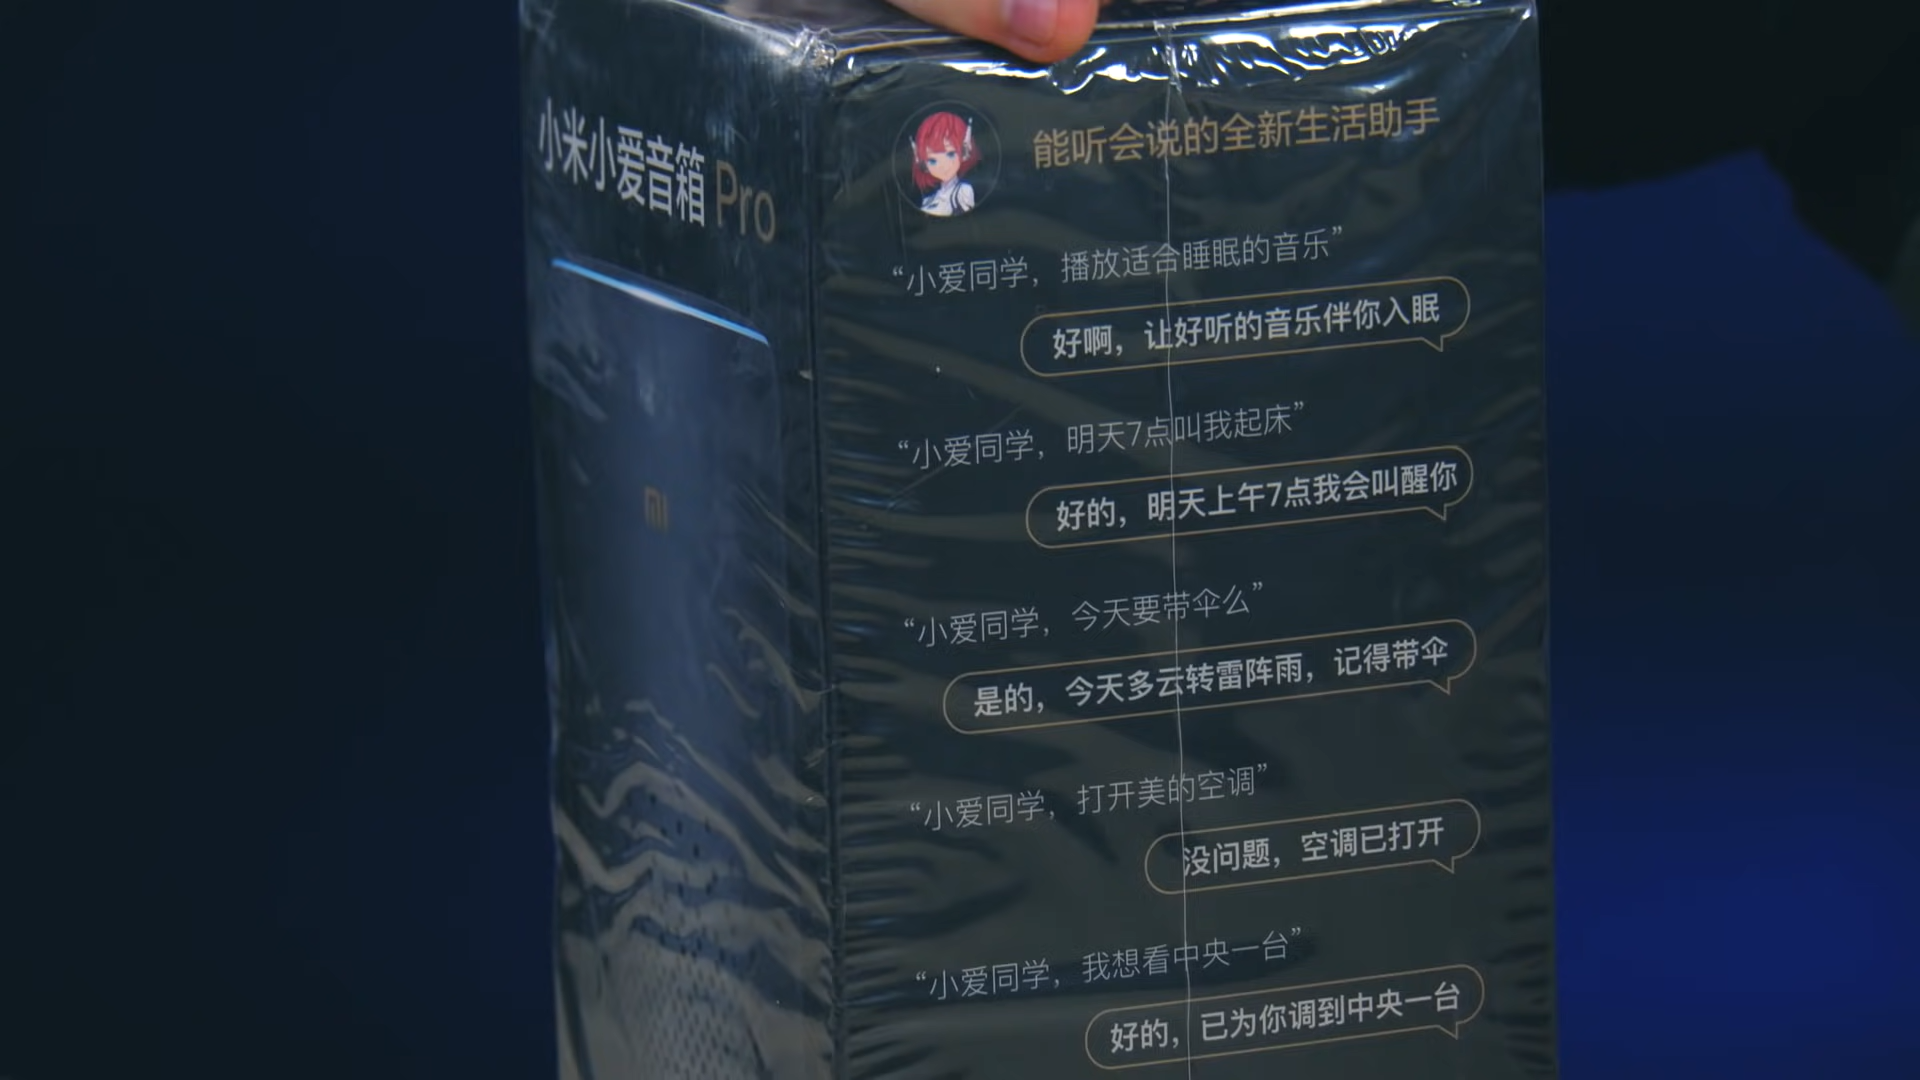 小米小爱音箱 Pro
mi
能听会说的全新生活助手
“小爱同学，播放适合睡眠的音乐”
好啊，让好听的音乐伴你入眠
“小爱同学，明天7点叫我起床”
好的，明天上午7点我会叫醒你
“小爱同学，今天要带伞么”
是的，今天多云转雷阵雨，记得带伞
“小爱同学，打开美的空调”
没问题，空调已打开
“小爱同学，我想看中央一台”
好的，已为你调到中央一台